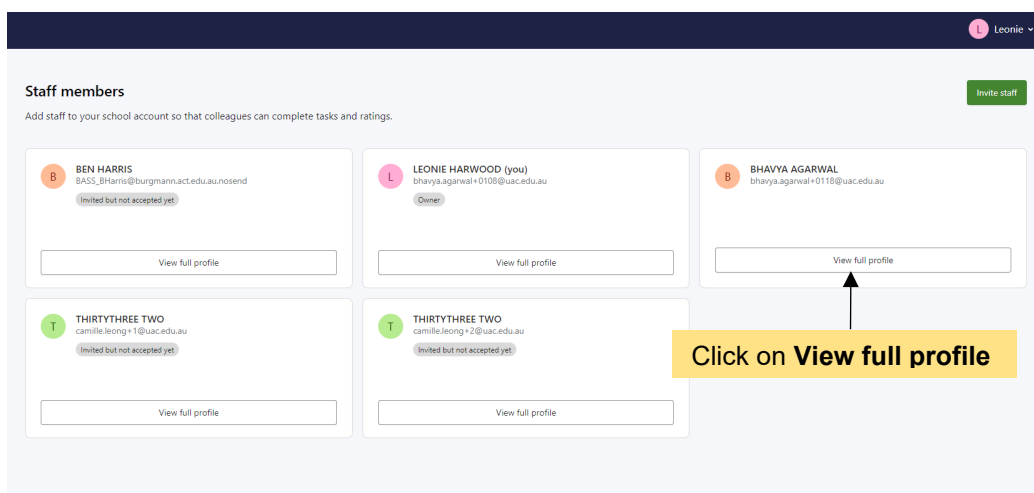 L Leonie
Staff members
Invite staff
Add staff to your school account so that colleagues can complete tasks and ratings.
B BEN HARRIS
BASS_BHarris@burgmann.act.edu.au.nosend
Invited but not accepted yet
View full profile
L LEONIE HARWOOD (you)
bhavya.agarwal+0108@uac.edu.au
Owner
View full profile
B BHAVYA AGARWAL
bhavya.agarwal+0118@uac.edu.au
View full profile
T THIRTYTHREE TWO
camille.leong+1@uac.edu.au
Invited but not accepted yet
View full profile
T THIRTYTHREE TWO
camille.leong+2@uac.edu.au
Invited but not accepted yet
View full profile
Click on View full profile